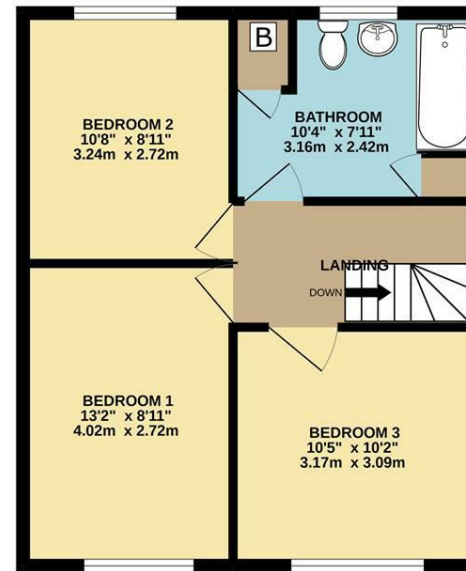 B
BEDROOM 2
10'8" x 8'11"
3.24m x 2.72m
BATHROOM
10'4" x 7'11"
3.16m x 2.42m
LANDING
DOWN
BEDROOM 1
13'2" x 8'11"
4.02m x 2.72m
BEDROOM 3
10'5" x 10'2"
3.17m x 3.09m